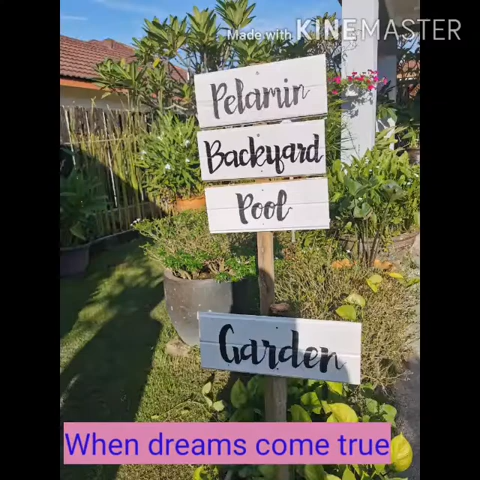 Made with KINEMASTER
Pelamin
Backyard
Pool
Garden
When dreams come true